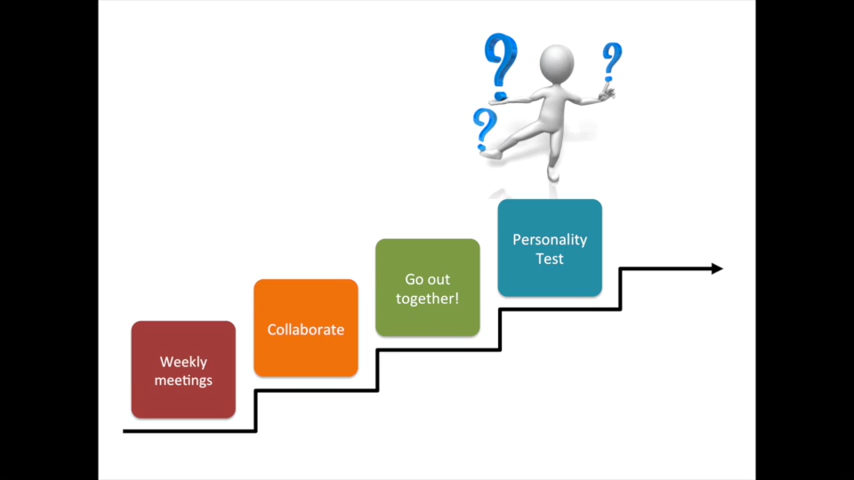 ?
?
?
Personality
Test
Go out
together!
Collaborate
Weekly
meetings